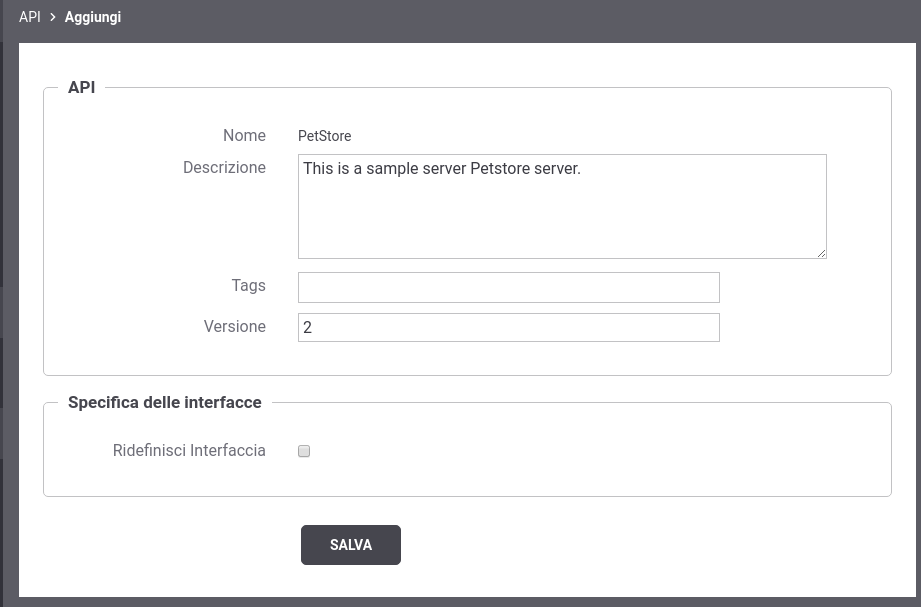 API > Aggiungi
API
Nome PetStore
Descrizione This is a sample server Petstore server.
Tags
Versione 2
Specifica delle interfacce
Ridefinisci Interfaccia
SALVA